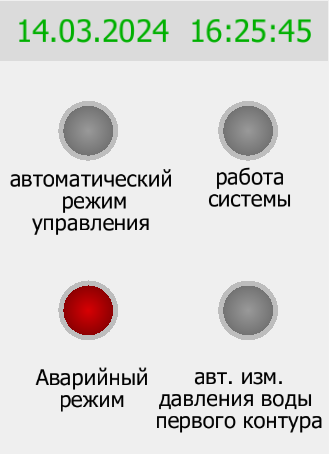 14.03.2024 16:25:45
автоматический
режим
управления
работа
системы
Аварийный
режим
авт. изм.
давления воды
первого контура